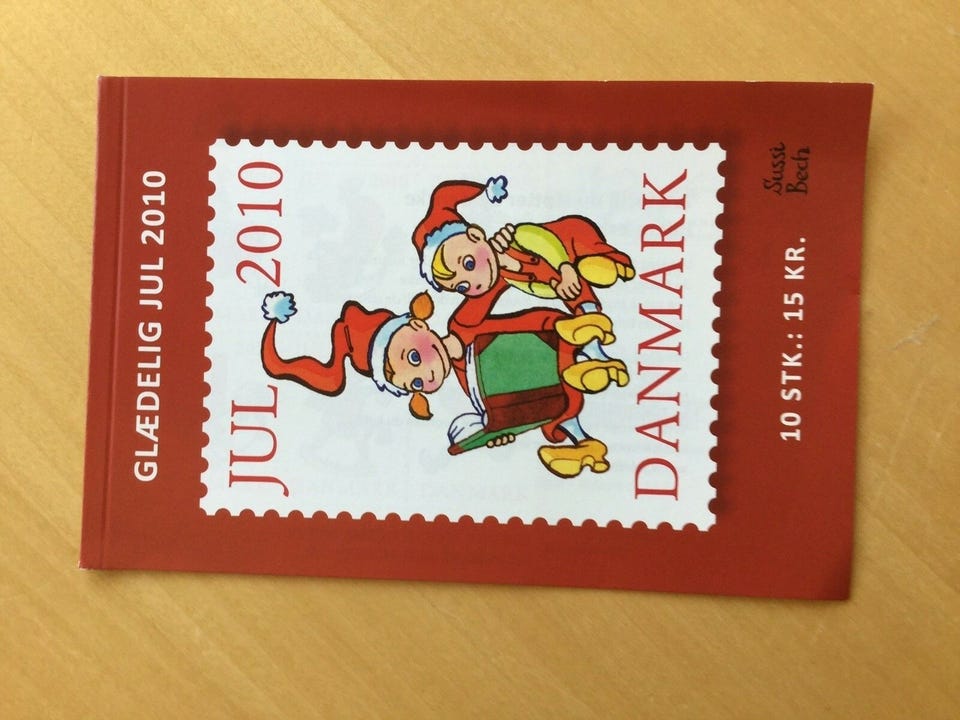 GLÆDELIG JUL 2010
JUL 2010
DANMARK
10 STK.: 15 KR.
Sussi
Bech